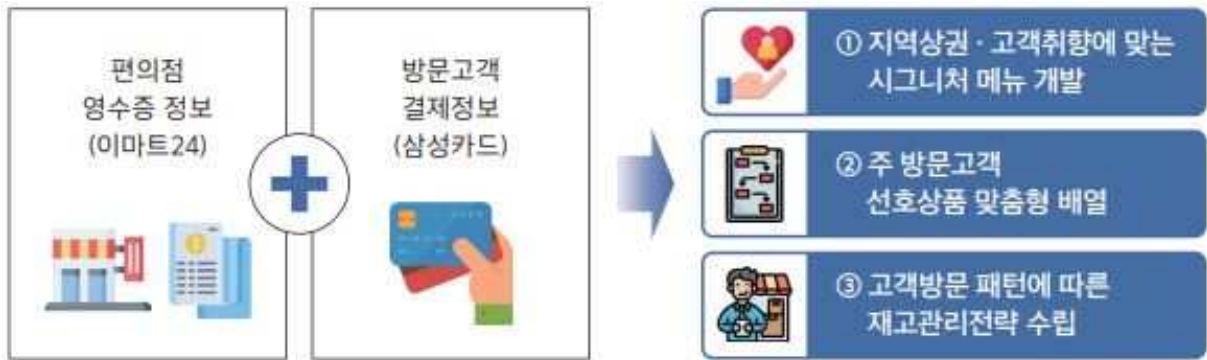 편의점
영수증 정보
(이마트24)
방문고객
결제정보
(삼성카드)
① 지역상권 · 고객취향에 맞는
시그니처 메뉴 개발
② 주 방문고객
선호상품 맞춤형 배열
③ 고객방문 패턴에 따른
재고관리전략 수립